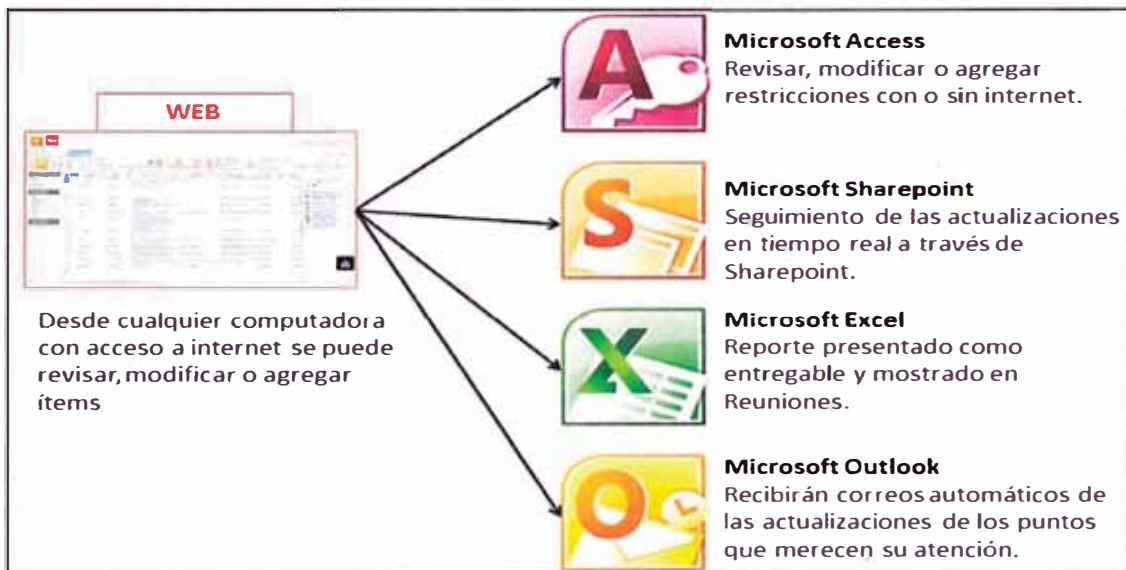 WEB
Desde cualquier computadora
con acceso a internet se puede
revisar, modificar o agregar
ítems
A
Microsoft Access
Revisar, modificar o agregar
restricciones con o sin internet.
S
Microsoft Sharepoint
Seguimiento de las actualizaciones
en tiempo real a través de
Sharepoint.
X
Microsoft Excel
Reporte presentado como
entregable y mostrado en
Reuniones.
O
Microsoft Outlook
Recibirán correos automáticos de
las actualizaciones de los puntos
que merecen su atención.